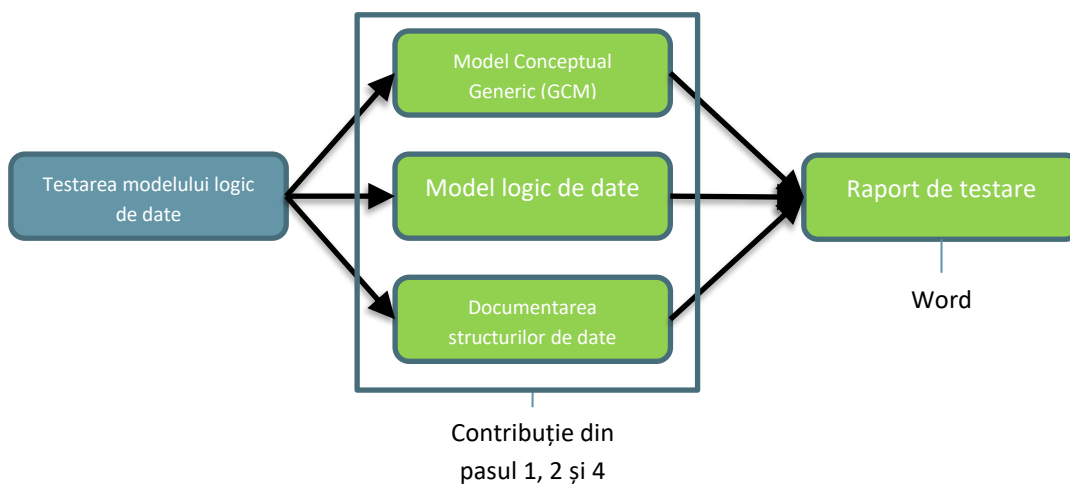 Model Conceptual
Generic (GCM)
Testarea modelului logic
de date
Model logic de date
Raport de testare
Documentarea
structurilor de date
Word
Contribuție din
pasul 1, 2 și 4